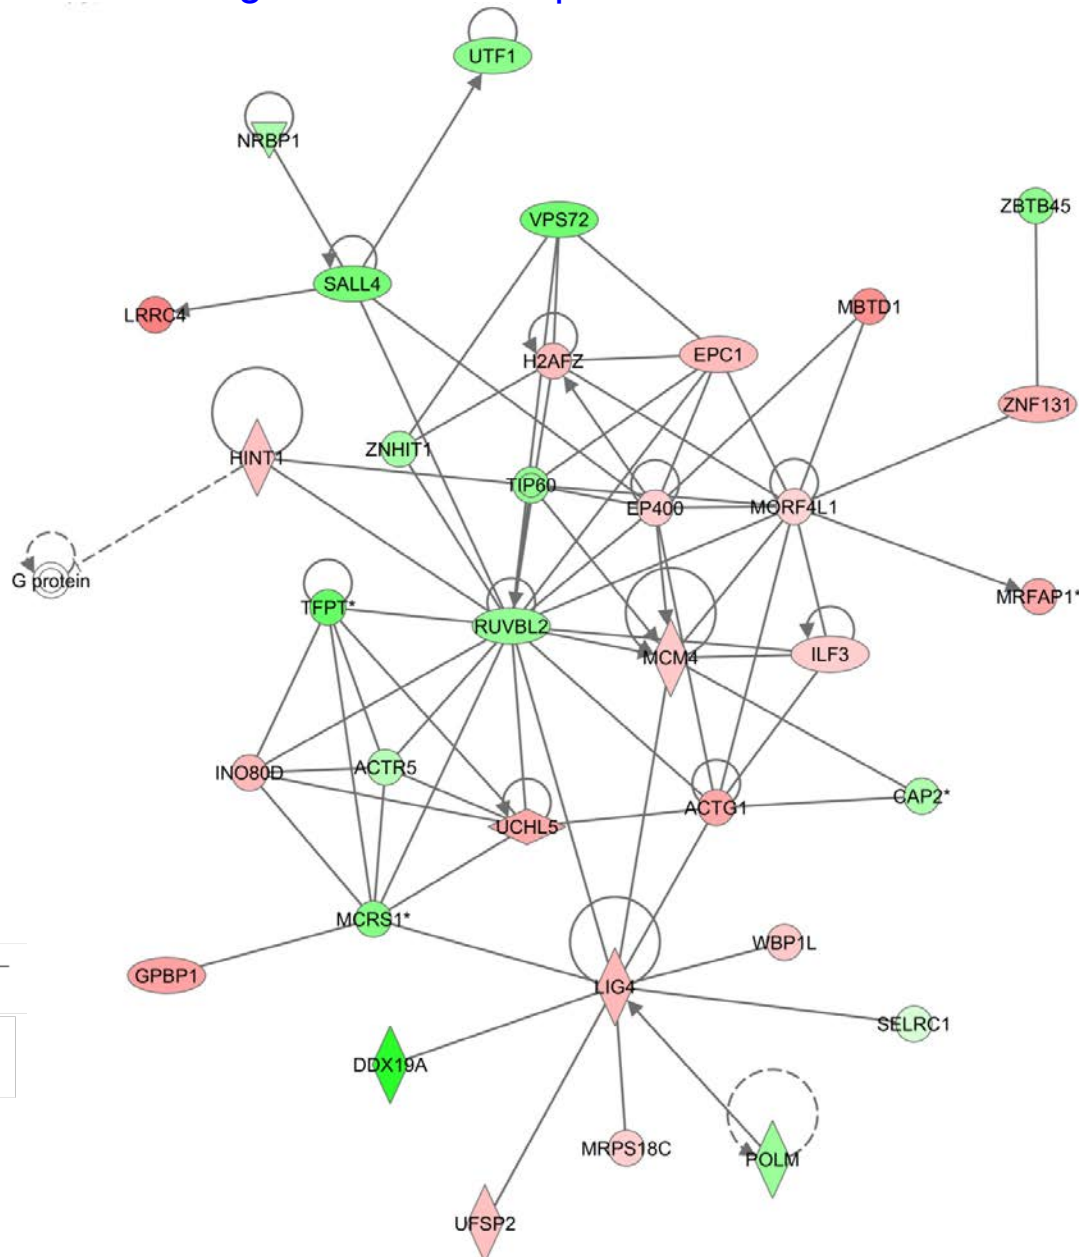 UTF1
NRBP1
ZBTB45
VPS72
SALL4
MBTD1
LRRC4
EPC1
H2AFZ
ZNF131
ZNHIT1
HINT1
TIP60
EP400
MORF4L1
G protein
MRFAP1*
TFPT*
RUVBL2
ILF3
MCM4
ACTR5
INO80D
CAP2*
ACTG1
UCHL5
MCRS1*
WBP1L
GPBP1
LIG4
SELRC1
DDX19A
MRPS18C
POLM
UFSP2